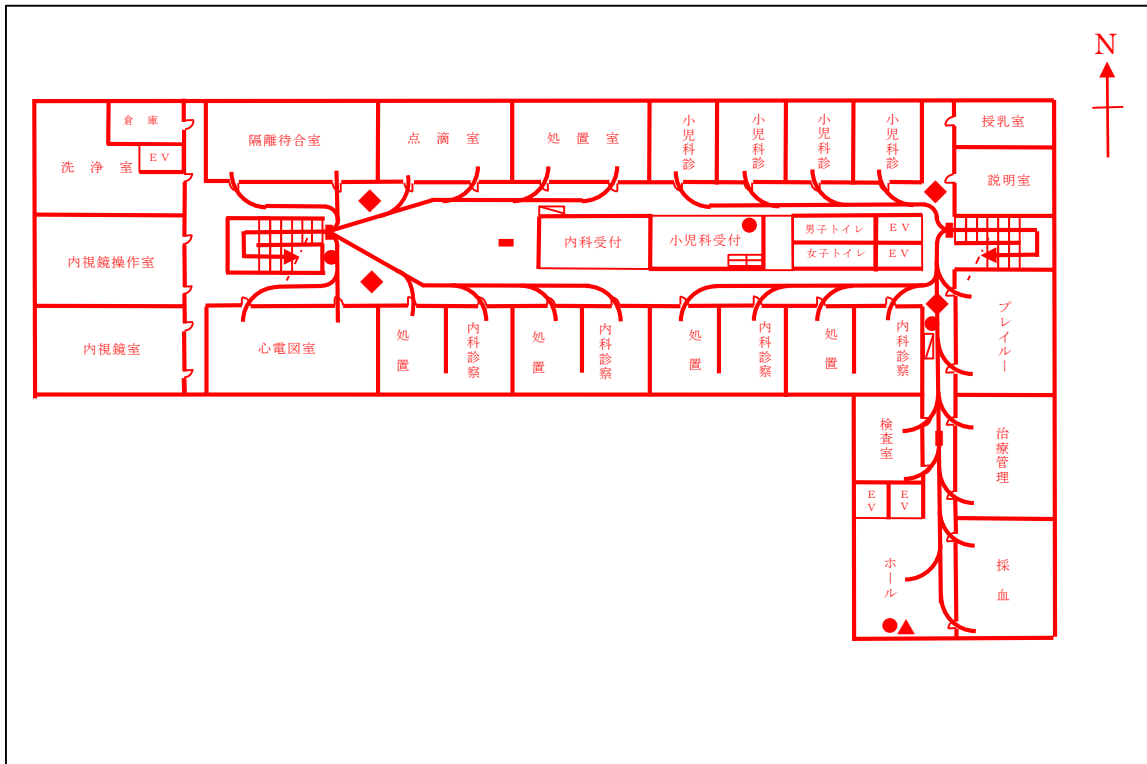 N
倉庫
EV
洗浄室
隔離待合室
点滴室
処置室
小児科診
小児科診
小児科診
小児科診
授乳室
説明室
内視鏡操作室
内科受付
小児科受付
男子トイレ
EV
女子トイレ
EV
内視鏡室
心電図室
処置
内科診察
処置
内科診察
処置
内科診察
処置
内科診察
プレイルー
検査室
治療管理
EV
EV
ホール
採血